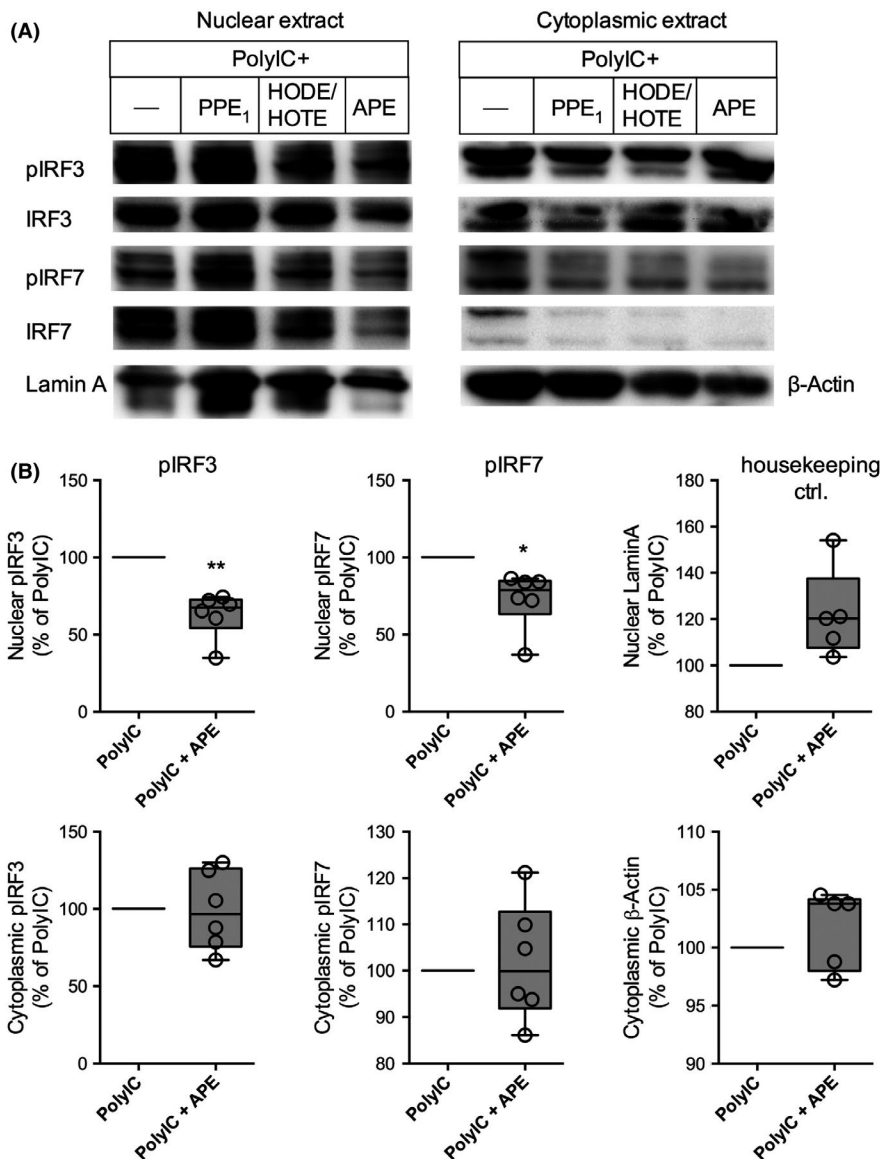 (A)
Nuclear extract
Cytoplasmic extract
PolyIC+
PolyIC+
— PPE1 HODE/ APE
HOTE
— PPE1 HODE/ APE
HOTE
pIRF3
IRF3
pIRF7
IRF7
Lamin A
β-Actin
(B)
pIRF3
Nuclear pIRF3
(% of PolyIC)
150
100
50
0
**
PolyIC
PolyIC + APE
pIRF7
Nuclear pIRF7
(% of PolyIC)
150
100
50
0
*
PolyIC
PolyIC + APE
housekeeping
ctrl.
Nuclear LaminA
(% of PolyIC)
180
160
140
120
100
80
PolyIC
PolyIC + APE
Cytoplasmic pIRF3
(% of PolyIC)
150
100
50
0
PolyIC
PolyIC + APE
Cytoplasmic pIRF7
(% of PolyIC)
130
120
110
100
90
80
PolyIC
PolyIC + APE
Cytoplasmic β-Actin
(% of PolyIC)
110
105
100
95
90
PolyIC
PolyIC + APE